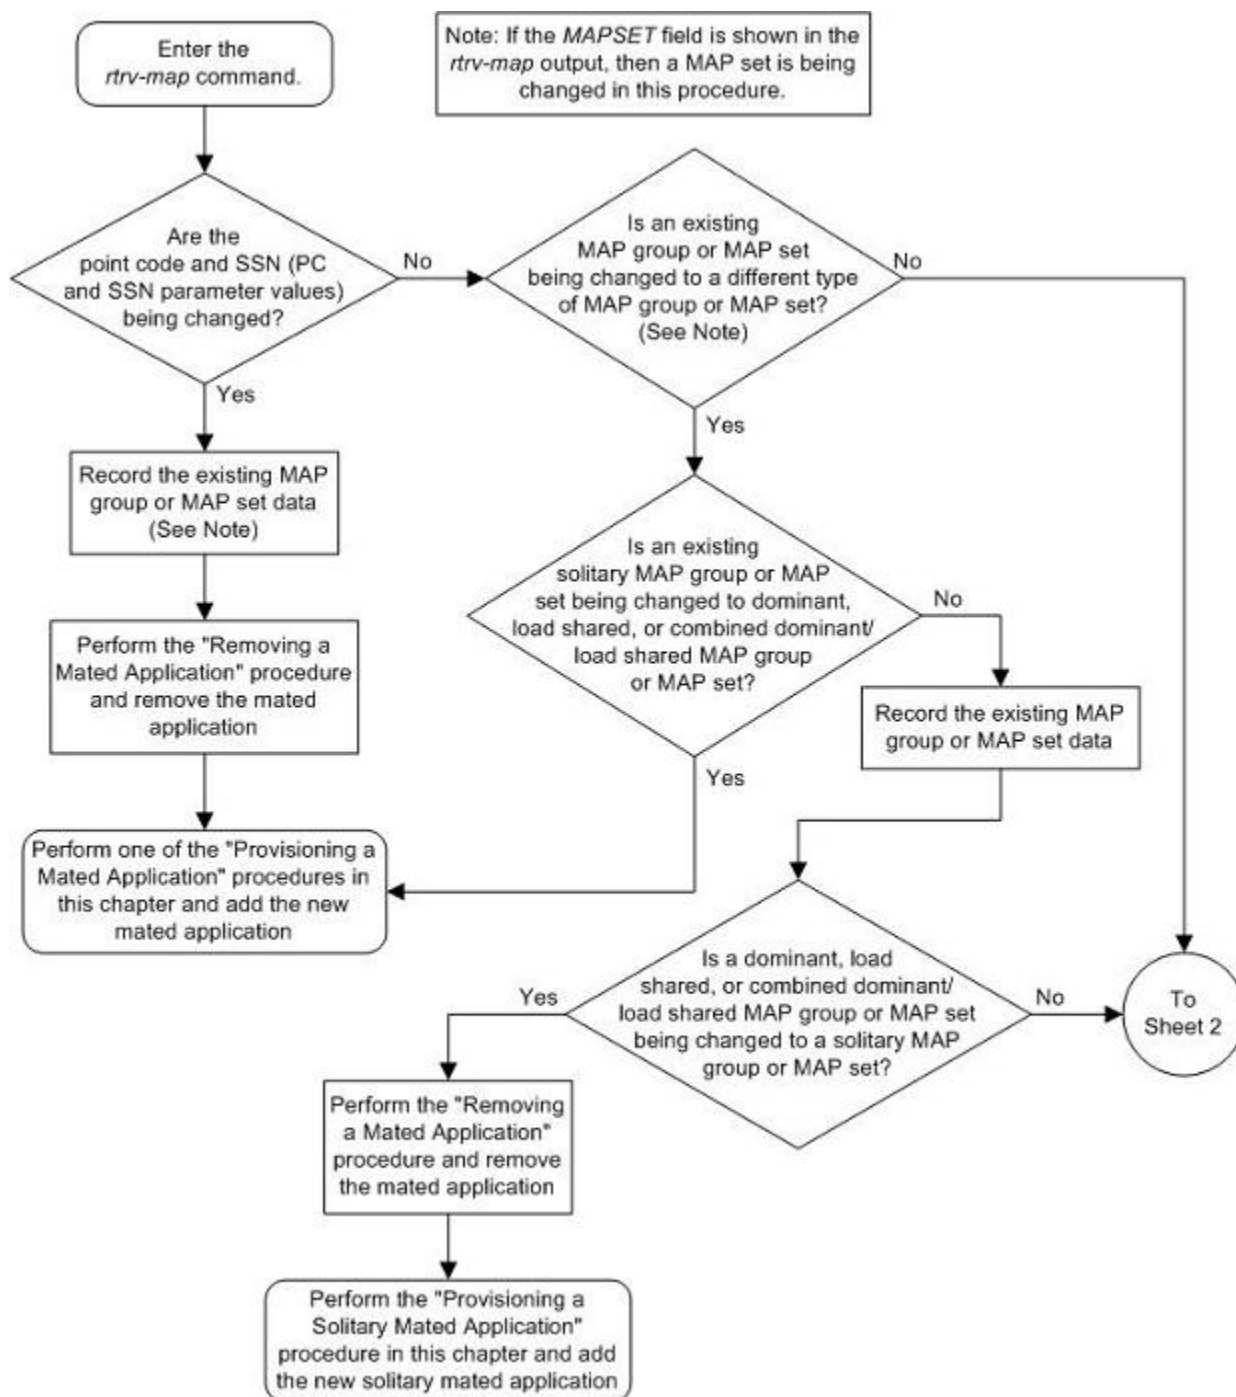 Enter the
rtrv-map command.
Note: If the MAPSET field is shown in the
rtrv-map output, then a MAP set is being
changed in this procedure.
Are the
point code and SSN (PC
and SSN parameter values)
being changed?
No
Yes
Is an existing
MAP group or MAP set
being changed to a different type
of MAP group or MAP set?
(See Note)
No
Yes
Record the existing MAP
group or MAP set data
(See Note)
Is an existing
solitary MAP group or MAP
set being changed to dominant,
load shared, or combined dominant/
load shared MAP group
or MAP set?
No
Yes
Perform the "Removing a
Mated Application" procedure
and remove the mated
application
Record the existing MAP
group or MAP set data
Perform one of the "Provisioning a
Mated Application" procedures in
this chapter and add the new
mated application
Is a dominant, load
shared, or combined dominant/
load shared MAP group or MAP set
being changed to a solitary MAP
group or MAP set?
Yes
No
To
Sheet 2
Perform the "Removing
a Mated Application"
procedure and remove
the mated application
Perform the "Provisioning a
Solitary Mated Application"
procedure in this chapter and add
the new solitary mated application